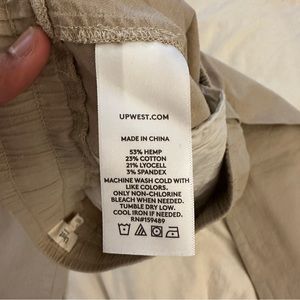 UPWEST.COM
MADE IN CHINA
53% HEMP
23% COTTON
21% LYOCELL
3% SPANDEX
MACHINE WASH COLD WITH
LIKE COLORS.
ONLY NON-CHLORINE
BLEACH WHEN NEEDED.
TUMBLE DRY LOW.
COOL IRON IF NEEDED.
RN#159489